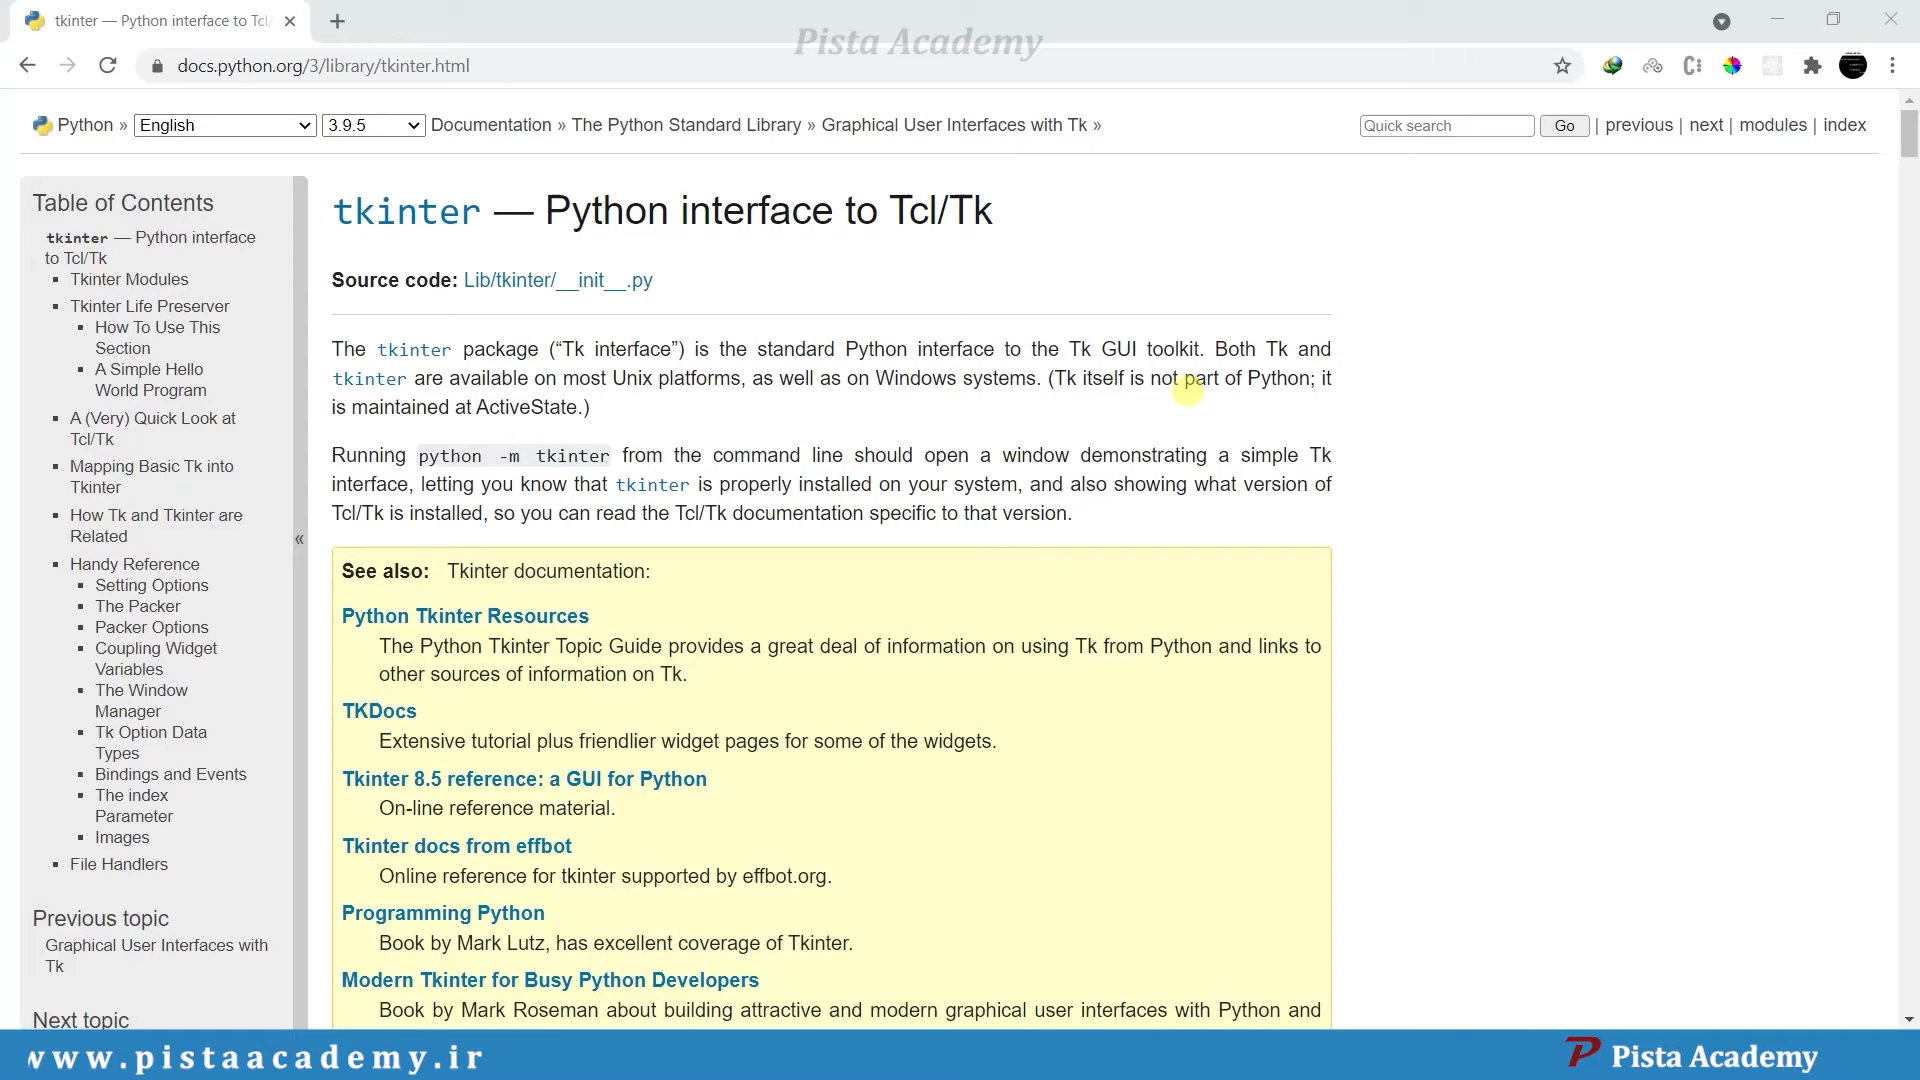 tkinter — Python interface to Tcl/
Pista Academy
docs.python.org/3/library/tkinter.html
Python » English 3.9.5 Documentation » The Python Standard Library » Graphical User Interfaces with Tk »
Quick search Go | previous | next | modules | index
Table of Contents
tkinter — Python interface
to Tcl/Tk
Tkinter Modules
Tkinter Life Preserver
How To Use This
Section
A Simple Hello
World Program
A (Very) Quick Look at
Tcl/Tk
Mapping Basic Tk into
Tkinter
How Tk and Tkinter are
Related
Handy Reference
Setting Options
The Packer
Packer Options
Coupling Widget
Variables
The Window
Manager
Tk Option Data
Types
Bindings and Events
The index
Parameter
Images
File Handlers
Previous topic
Graphical User Interfaces with
Tk
Next topic
«
tkinter — Python interface to Tcl/Tk
Source code: Lib/tkinter/__init__.py
The tkinter package (“Tk interface”) is the standard Python interface to the Tk GUI toolkit. Both Tk and
tkinter are available on most Unix platforms, as well as on Windows systems. (Tk itself is not part of Python; it
is maintained at ActiveState.)
Running python -m tkinter from the command line should open a window demonstrating a simple Tk
interface, letting you know that tkinter is properly installed on your system, and also showing what version of
Tcl/Tk is installed, so you can read the Tcl/Tk documentation specific to that version.
See also: Tkinter documentation:
Python Tkinter Resources
The Python Tkinter Topic Guide provides a great deal of information on using Tk from Python and links to
other sources of information on Tk.
TKDocs
Extensive tutorial plus friendlier widget pages for some of the widgets.
Tkinter 8.5 reference: a GUI for Python
On-line reference material.
Tkinter docs from effbot
Online reference for tkinter supported by effbot.org.
Programming Python
Book by Mark Lutz, has excellent coverage of Tkinter.
Modern Tkinter for Busy Python Developers
Book by Mark Roseman about building attractive and modern graphical user interfaces with Python and
www.pistaacademy.ir
Pista Academy